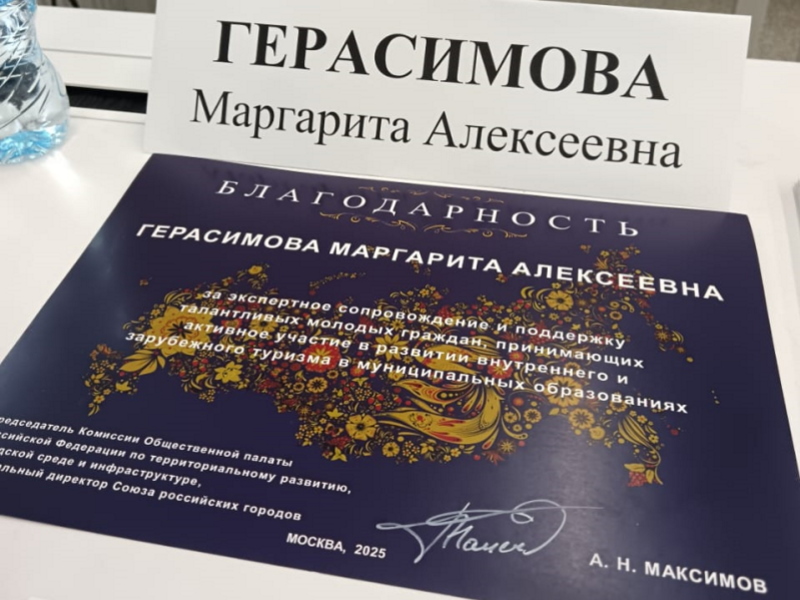 ГЕРАСИМОВА
Маргарита Алексеевна
БЛАГОДАРНОСТЬ
ГЕРАСИМОВА МАРГАРИТА АЛЕКСЕЕВНА
за экспертное сопровождение и поддержку
талантливых молодых граждан, принимающих
активное участие в развитии внутреннего и
зарубежного туризма в муниципальных образованиях
редседатель Комиссии Общественной палаты
ссийской Федерации по территориальному развитию,
дской среде и инфраструктуре,
альный директор Союза российских городов
МОСКВА, 2025
А. Н. МАКСИМОВ